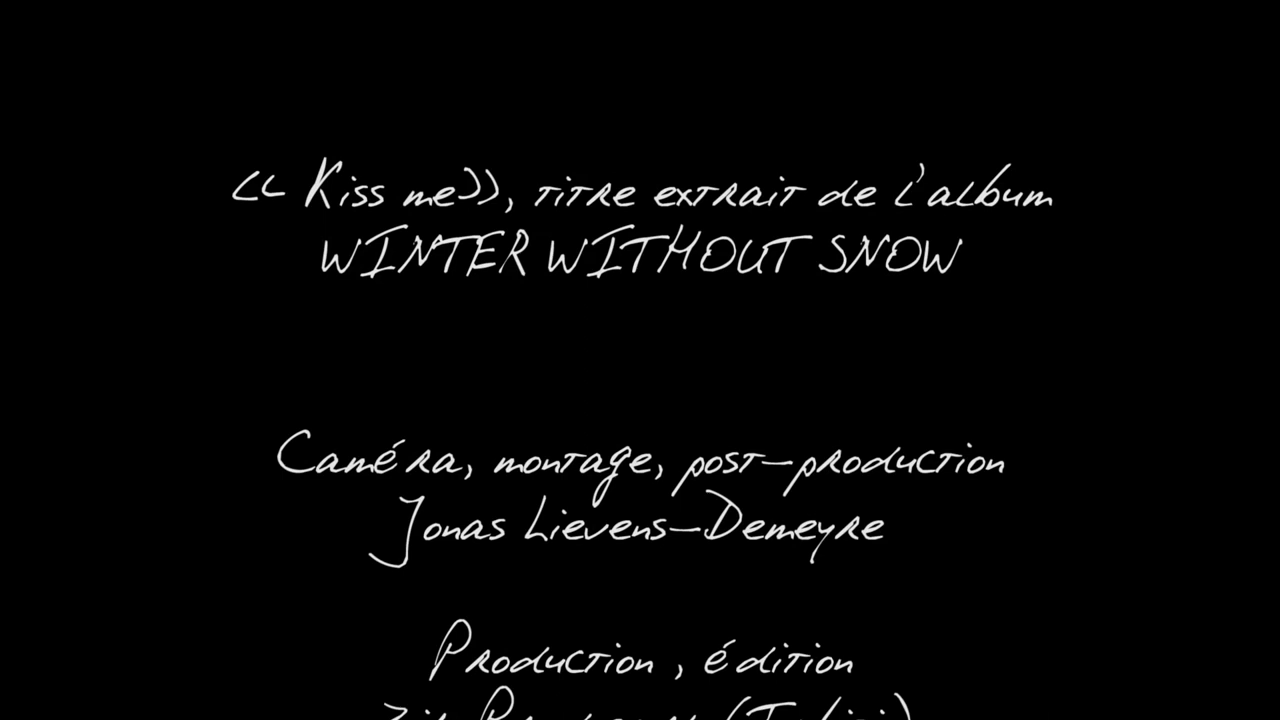 « Kiss me», titre extrait de l'album
WINTER WITHOUT SNOW
Caméra, montage, post-production
Jonas Lievens-Demeyre
Production, édition